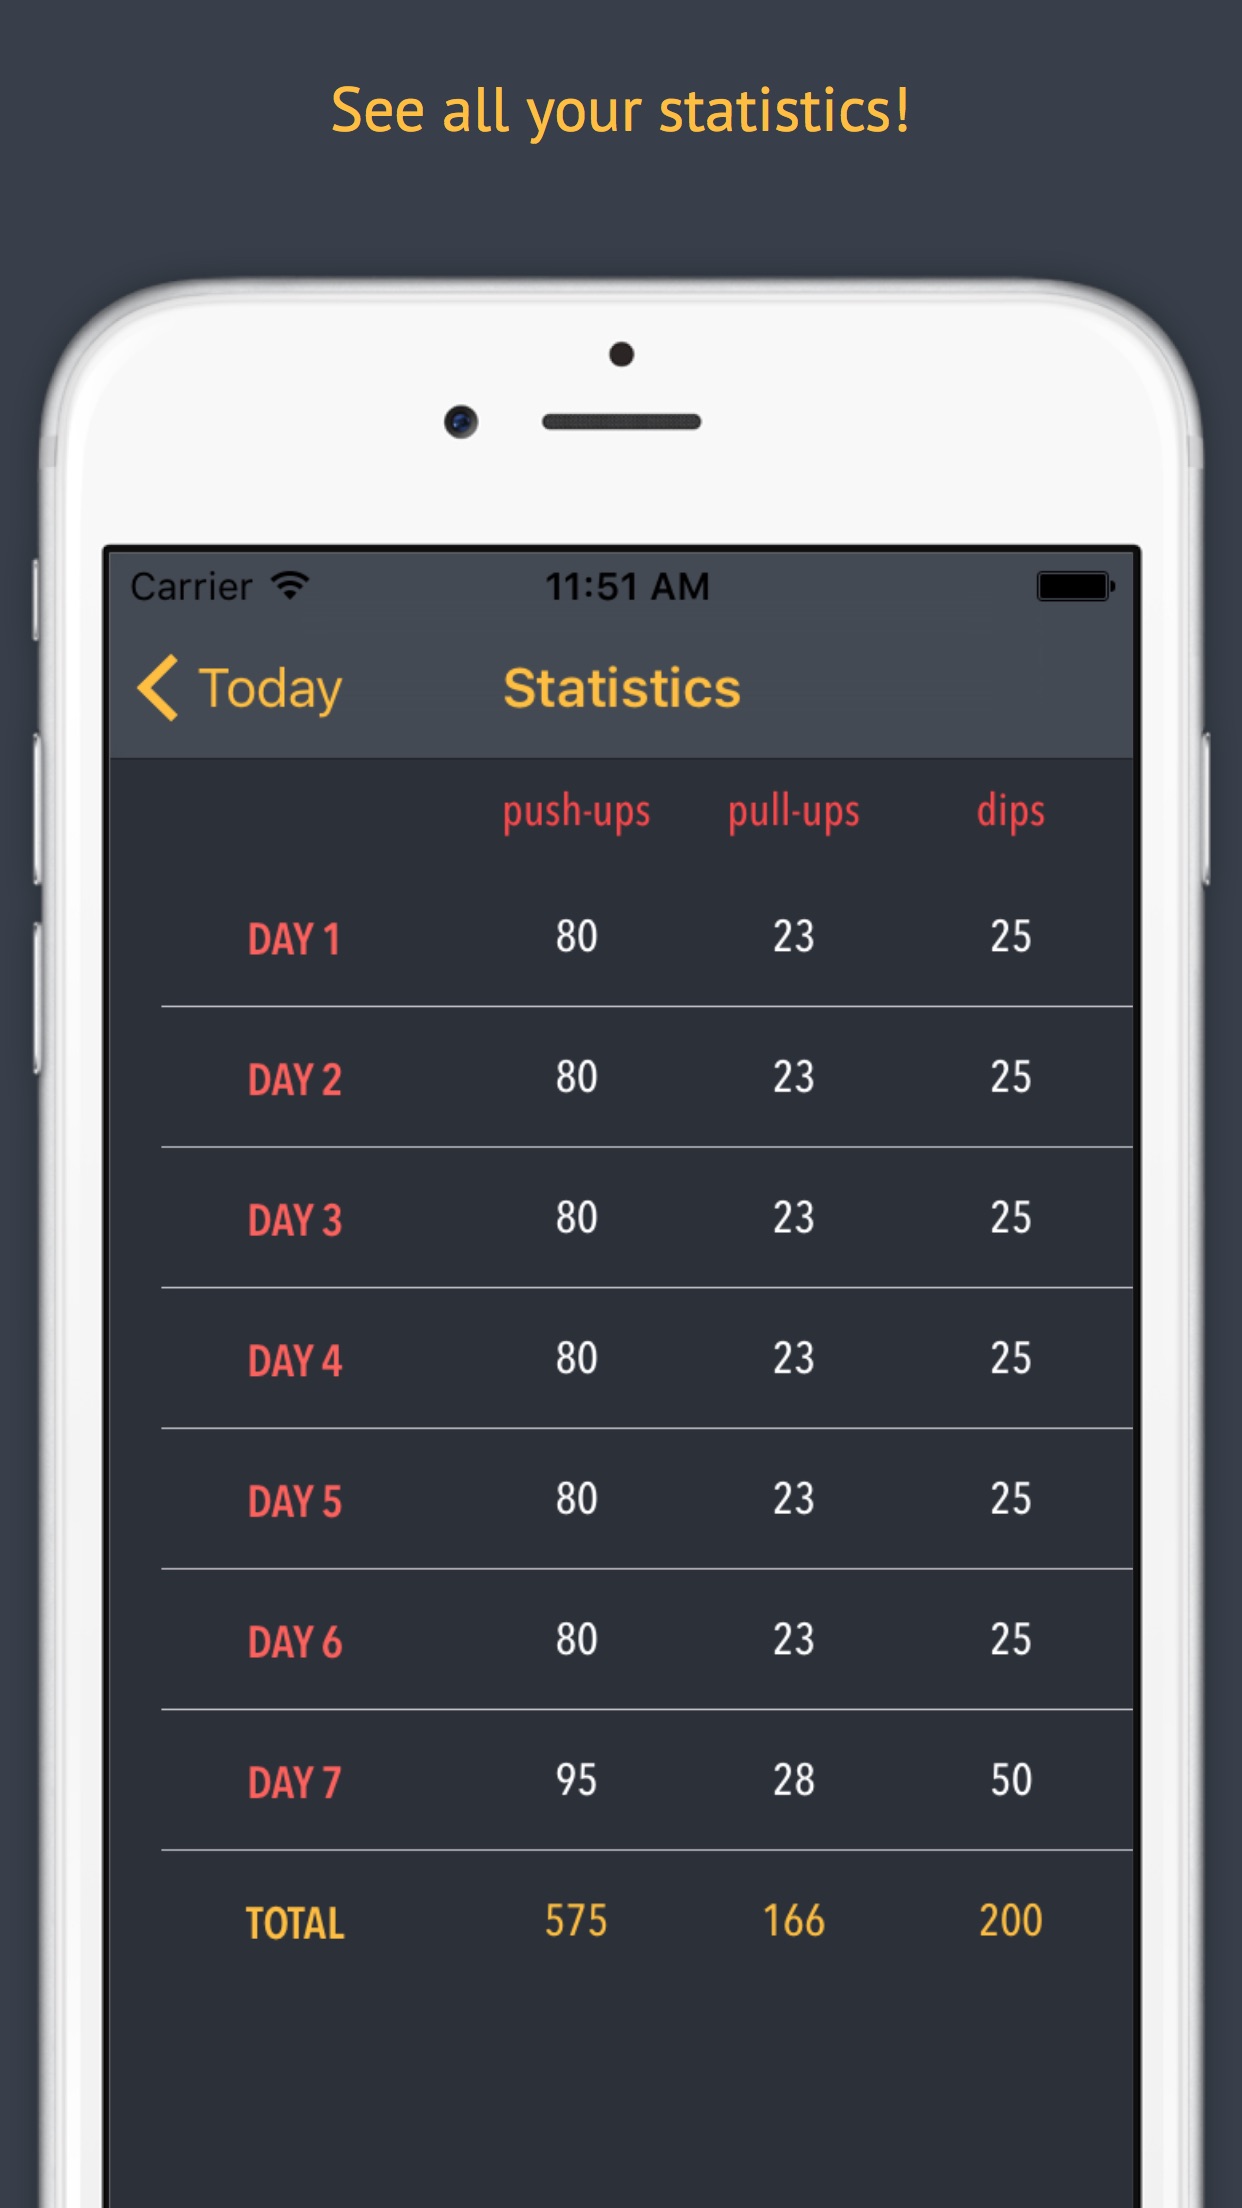 See all your statistics!
Carrier 11:51 AM
Today Statistics
push-ups pull-ups dips
DAY 1 80 23 25
DAY 2 80 23 25
DAY 3 80 23 25
DAY 4 80 23 25
DAY 5 80 23 25
DAY 6 80 23 25
DAY 7 95 28 50
TOTAL 575 166 200